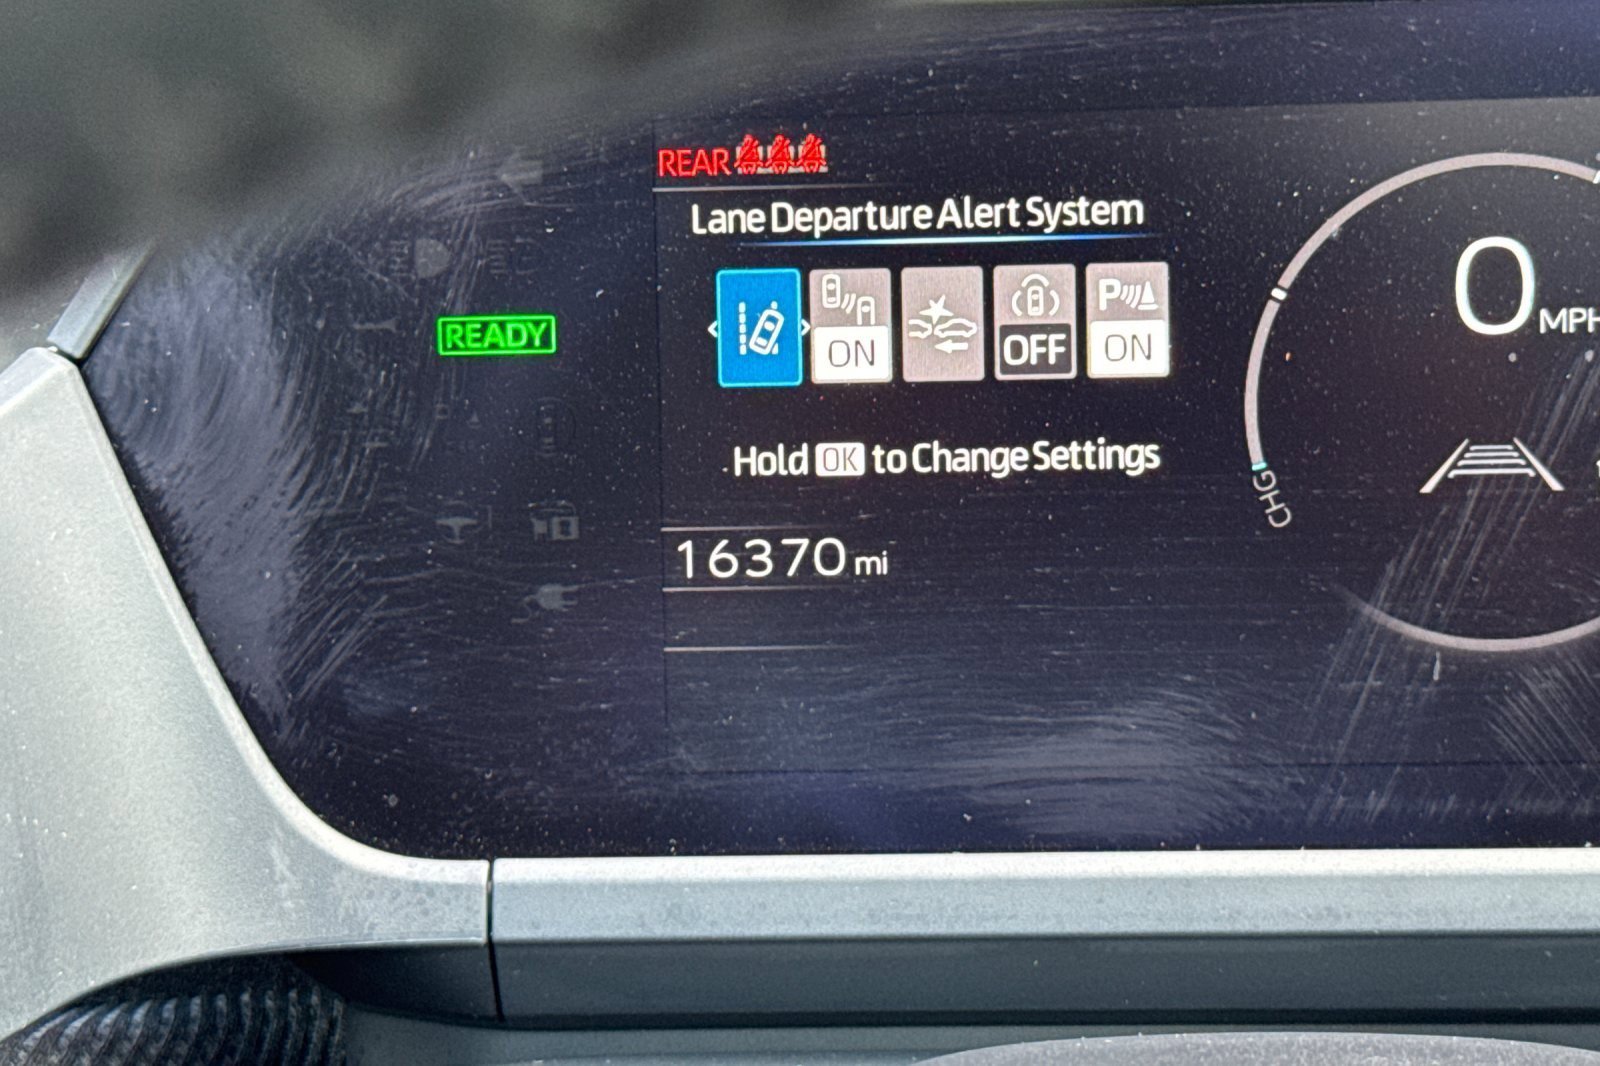 REAR
Lane Departure Alert System
READY
ON
OFF
P
ON
Hold OK to Change Settings
16370 mi
0 MPH
CHG